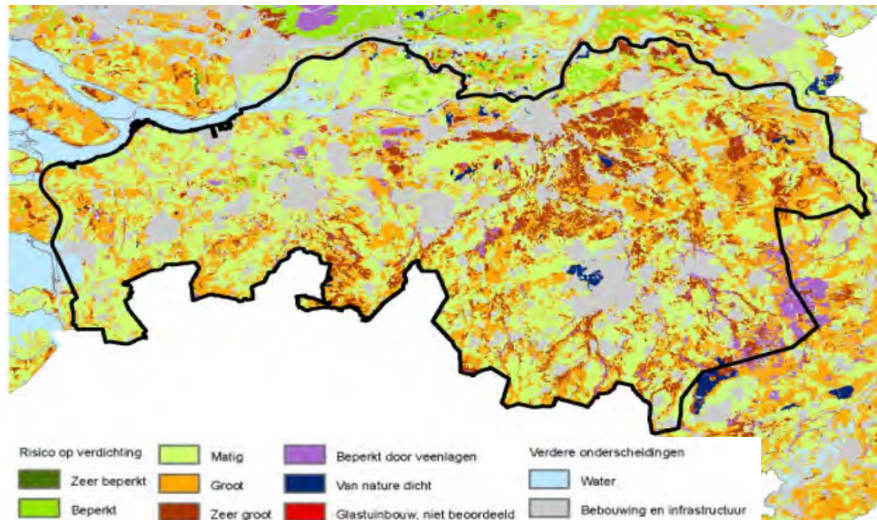 Risico op verdichting
Zeer beperkt
Beperkt
Matig
Groot
Zeer groot
Beperkt door veenlagen
Van nature dicht
Glastuinbouw, niet beoordeeld
Verdere onderscheidingen
Water
Bebouwing en infrastructuur